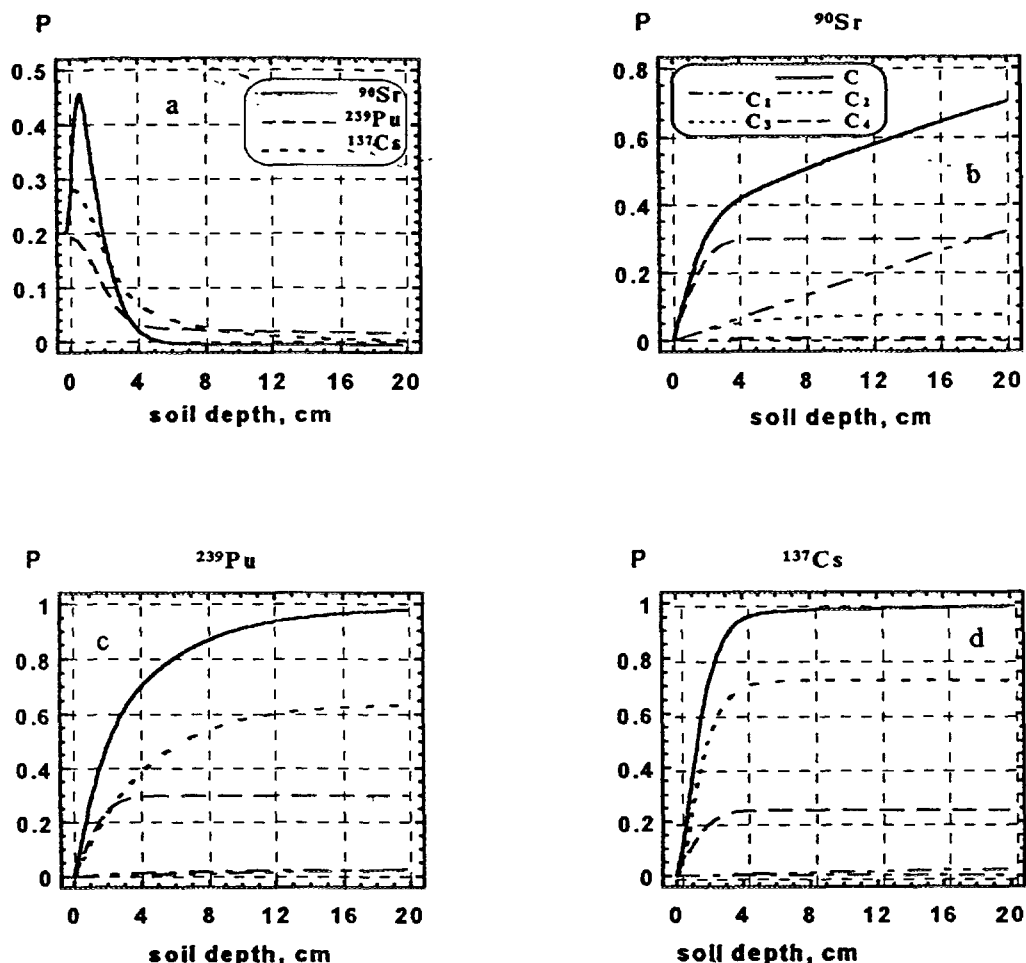 P
0.5
0.4
0.3
0.2
0.1
0
a
⁹⁰Sr
²³⁹Pu
¹³⁷Cs
0 4 8 12 16 20
soil depth, cm
P ⁹⁰Sr
0.8
0.6
0.4
0.2
0
C
C₁ C₂
C₃ C₄
b
0 4 8 12 16 20
soil depth, cm
P ²³⁹Pu
1
0.8
0.6
0.4
0.2
0
c
0 4 8 12 16 20
soil depth, cm
P ¹³⁷Cs
1
0.8
0.6
0.4
0.2
0
d
0 4 8 12 16 20
soil depth, cm